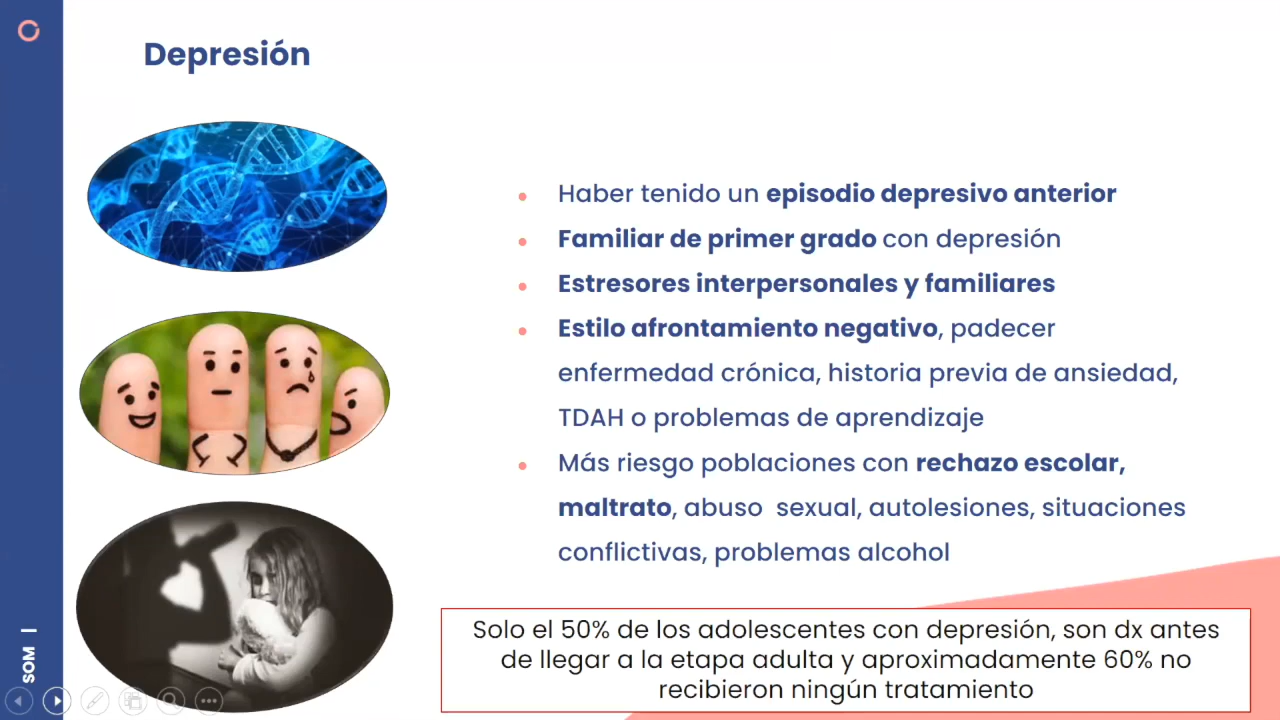 Depresión
Haber tenido un episodio depresivo anterior
Familiar de primer grado con depresión
Estresores interpersonales y familiares
Estilo afrontamiento negativo, padecer
enfermedad crónica, historia previa de ansiedad,
TDAH o problemas de aprendizaje
Más riesgo poblaciones con rechazo escolar,
maltrato, abuso  sexual, autolesiones, situaciones
conflictivas, problemas alcohol
Solo el 50% de los adolescentes con depresión, son dx antes
de llegar a la etapa adulta y aproximadamente 60% no
recibieron ningún tratamiento
SOM |